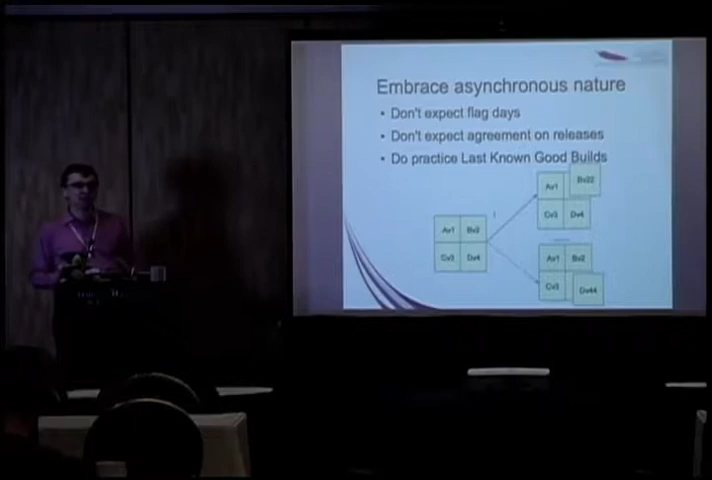 Embrace asynchronous nature
• Don't expect flag days
• Don't expect agreement on releases
• Do practice Last Known Good Builds
Av1 Bv22
Cv3 Dv4
Av1 Bv2
Cv3 Dv4
Av1 Bv2
Cv3 Dv44